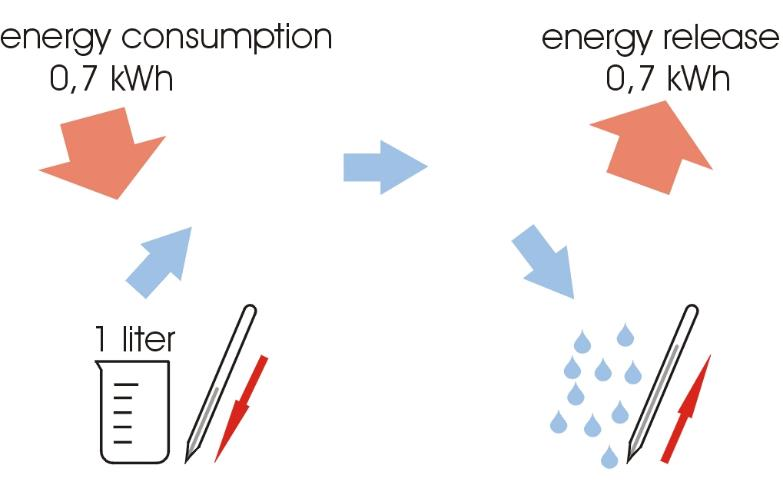 energy consumption
0,7 kWh
energy release
0,7 kWh
1 liter